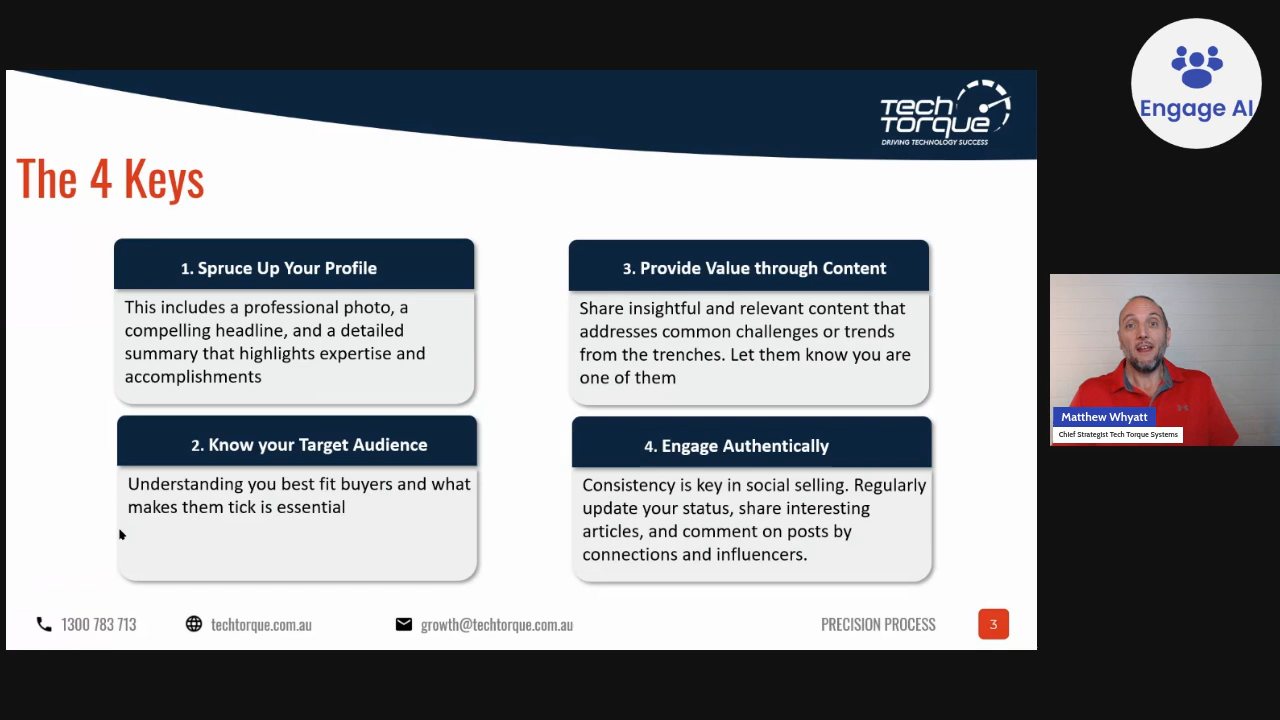 Engage AI
Tech
Torque
DRIVING TECHNOLOGY SUCCESS
The 4 Keys
1. Spruce Up Your Profile
This includes a professional photo, a
compelling headline, and a detailed
summary that highlights expertise and
accomplishments
2. Know your Target Audience
Understanding you best fit buyers and what
makes them tick is essential
3. Provide Value through Content
Share insightful and relevant content that
addresses common challenges or trends
from the trenches. Let them know you are
one of them
4. Engage Authentically
Consistency is key in social selling. Regularly
update your status, share interesting
articles, and comment on posts by
connections and influencers.
Matthew Whyatt
Chief Strategist Tech Torque Systems
1300 783 713
techtorque.com.au
growth@techtorque.com.au
PRECISION PROCESS
3